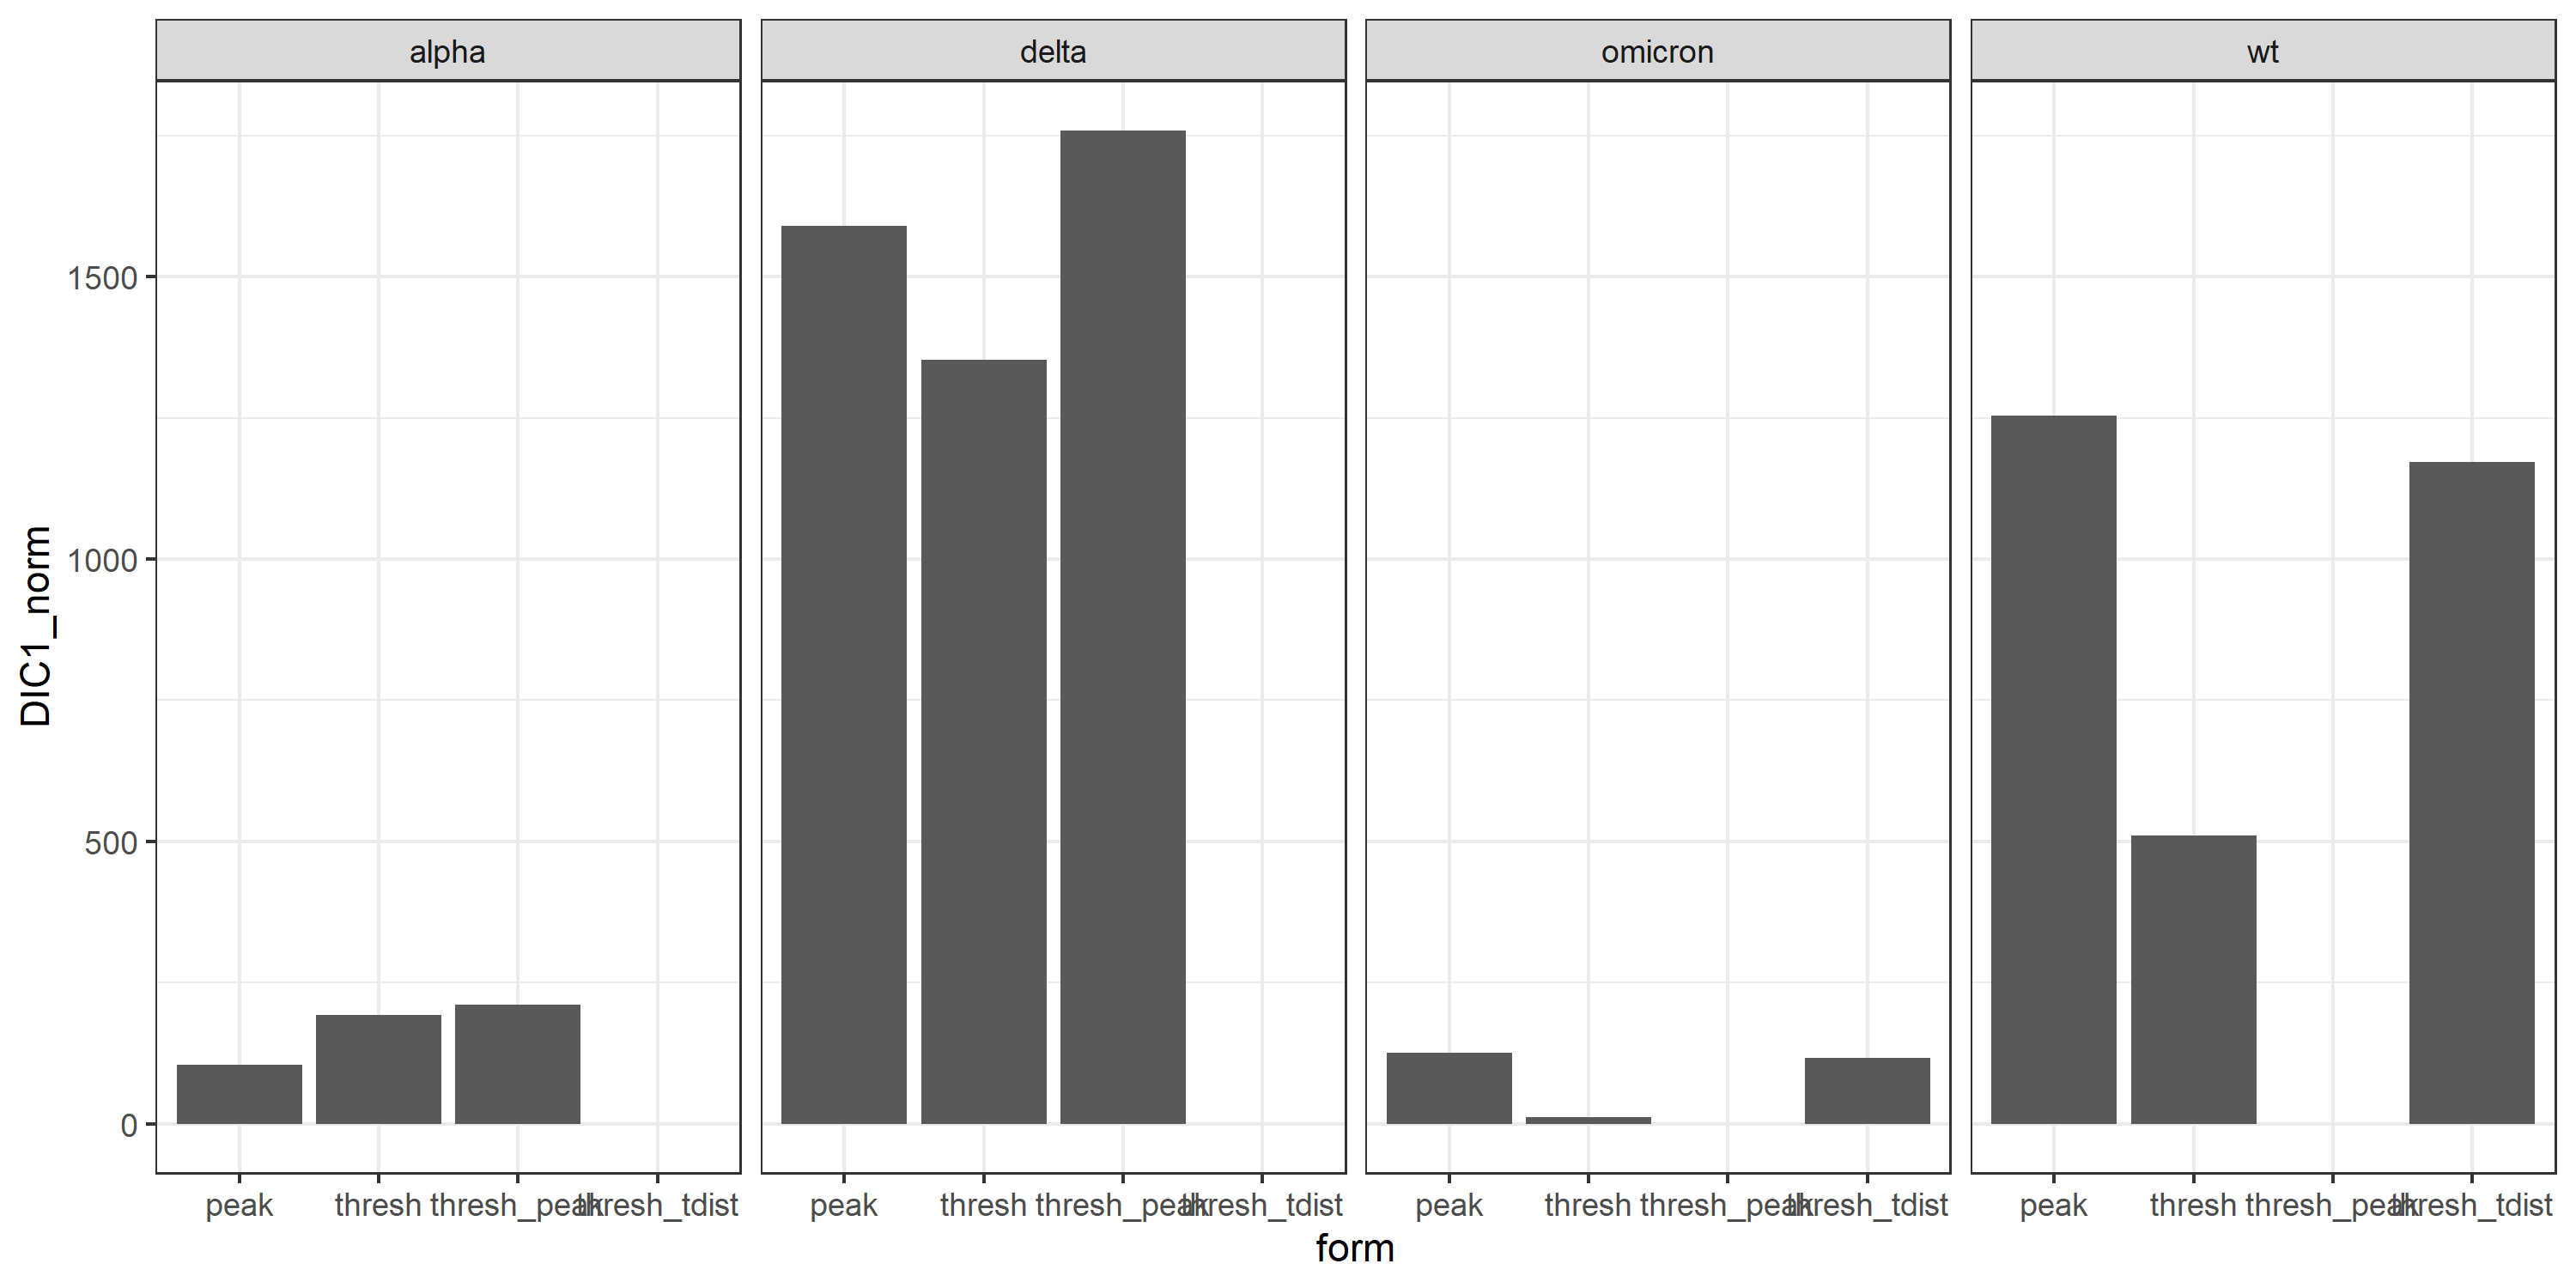 alpha delta omicron wt
DIC1_norm
1500
1000
500
0
peak thresh thresh_peak thresh_tdist peak thresh thresh_peak thresh_tdist peak thresh thresh_peak thresh_tdist peak thresh thresh_peak thresh_tdist
form